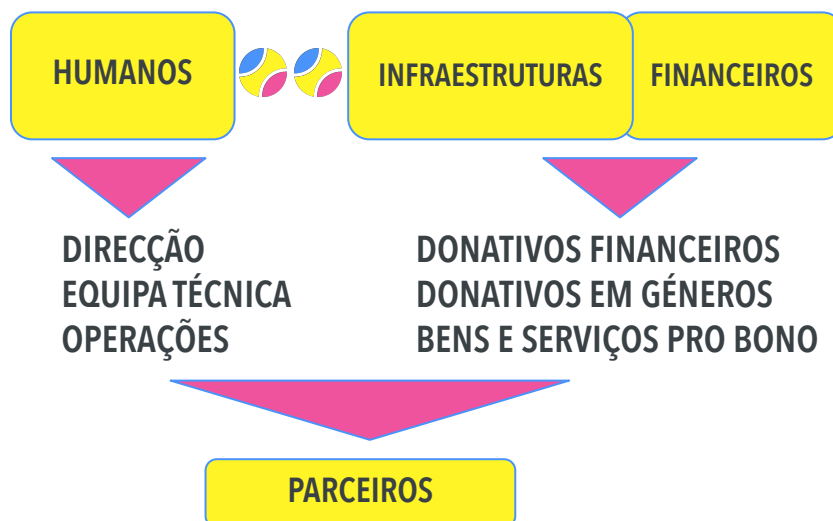 HUMANOS
INFRAESTRUTURAS
FINANCEIROS
DIRECÇÃO
EQUIPA TÉCNICA
OPERAÇÕES
DONATIVOS FINANCEIROS
DONATIVOS EM GÉNEROS
BENS E SERVIÇOS PRO BONO
PARCEIROS